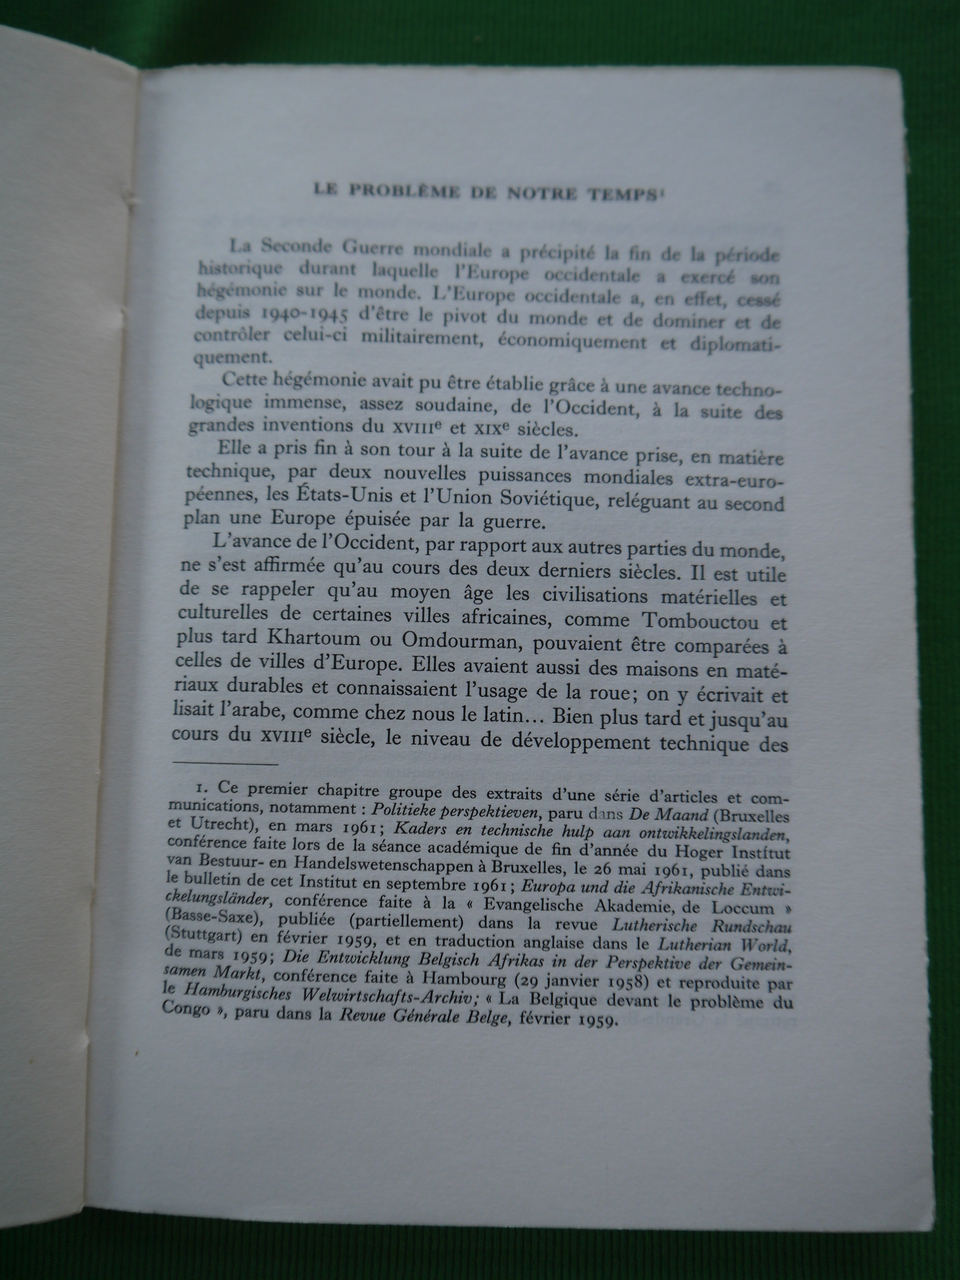 LE PROBLÈME DE NOTRE TEMPS¹
La Seconde Guerre mondiale a précipité la fin de la période
historique durant laquelle l'Europe occidentale a exercé son
hégémonie sur le monde. L'Europe occidentale a, en effet, cessé
depuis 1940-1945 d'être le pivot du monde et de dominer et de
contrôler celui-ci militairement, économiquement et diplomati-
quement.
Cette hégémonie avait pu être établie grâce à une avance techno-
logique immense, assez soudaine, de l'Occident, à la suite des
grandes inventions du XVIIIe et XIXe siècles.
Elle a pris fin à son tour à la suite de l'avance prise, en matière
technique, par deux nouvelles puissances mondiales extra-euro-
péennes, les États-Unis et l'Union Soviétique, reléguant au second
plan une Europe épuisée par la guerre.
L'avance de l'Occident, par rapport aux autres parties du monde,
ne s'est affirmée qu'au cours des deux derniers siècles. Il est utile
de se rappeler qu'au moyen âge les civilisations matérielles et
culturelles de certaines villes africaines, comme Tombouctou et
plus tard Khartoum ou Omdourman, pouvaient être comparées à
celles de villes d'Europe. Elles avaient aussi des maisons en maté-
riaux durables et connaissaient l'usage de la roue; on y écrivait et
lisait l'arabe, comme chez nous le latin... Bien plus tard et jusqu'au
cours du XVIIIe siècle, le niveau de développement technique des
1. Ce premier chapitre groupe des extraits d'une série d'articles et com-
munications, notamment : Politieke perspektieven, paru dans De Maand (Bruxelles
et Utrecht), en mars 1961; Kaders en technische hulp aan ontwikkelingslanden,
conférence faite lors de la séance académique de fin d'année du Hoger Institut
van Bestuur- en Handelswetenschappen à Bruxelles, le 26 mai 1961, publié dans
le bulletin de cet Institut en septembre 1961; Europa und die Afrikanische Entwi-
ckelungsländer, conférence faite à la « Evangelische Akademie, de Loccum »
(Basse-Saxe), publiée (partiellement) dans la revue Lutherische Rundschau
(Stuttgart) en février 1959, et en traduction anglaise dans le Lutherian World,
de mars 1959; Die Entwicklung Belgisch Afrikas in der Perspektive der Gemein-
samen Markt, conférence faite à Hambourg (29 janvier 1958) et reproduite par
le Hamburgisches Welwirtschafts-Archiv; « La Belgique devant le problème du
Congo », paru dans la Revue Générale Belge, février 1959.